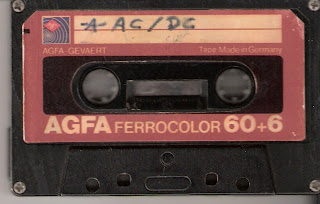 -A- AC/DC
AGFA-GEVAERT Tape Made in Germany
AGFA FERROCOLOR 60+6